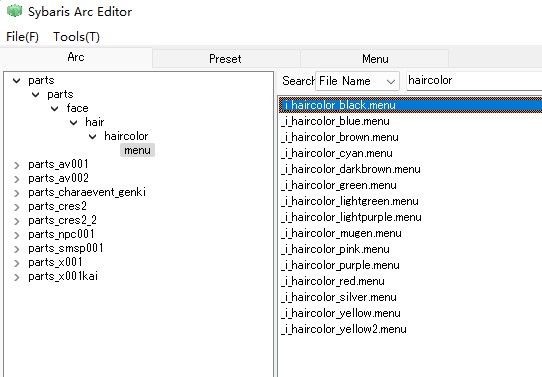 Sybaris Arc Editor
File(F) Tools(T)
Arc Preset Menu
Search File Name haircolor
parts
parts
face
hair
haircolor
menu
parts_av001
parts_av002
parts_charaevent_genki
parts_cres2
parts_cres2_2
parts_npc001
parts_smsp001
parts_x001
parts_x001kai
_i_haircolor_black.menu
_i_haircolor_blue.menu
_i_haircolor_brown.menu
_i_haircolor_cyan.menu
_i_haircolor_darkbrown.menu
_i_haircolor_green.menu
_i_haircolor_lightgreen.menu
_i_haircolor_lightpurple.menu
_i_haircolor_mugen.menu
_i_haircolor_pink.menu
_i_haircolor_purple.menu
_i_haircolor_red.menu
_i_haircolor_silver.menu
_i_haircolor_yellow.menu
_i_haircolor_yellow2.menu